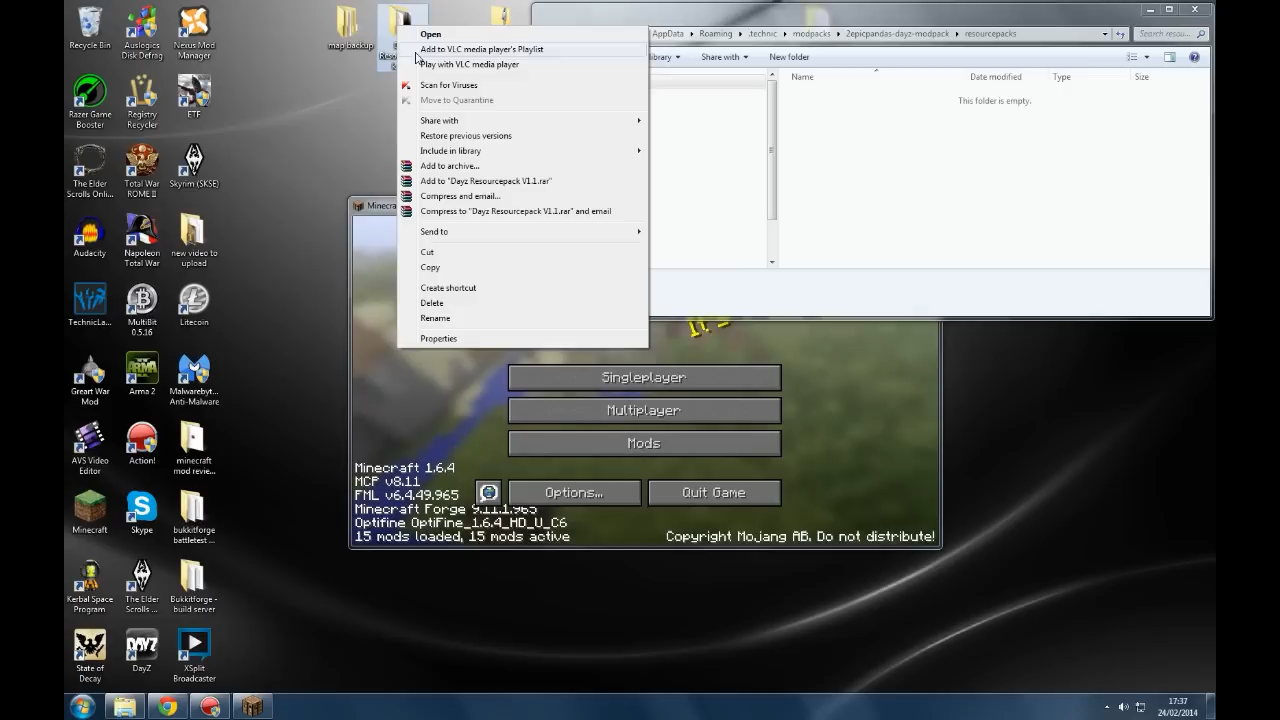 Recycle Bin
Auslogics
Disk Defrag
Nexus Mod
Manager
map backup
Razer Game
Booster
Registry
Recycler
ETF
The Elder
Scrolls Onli...
Total War
ROME II
Skyrim (SKSE)
Audacity
Napoleon
Total War
new video to
upload
TechnicLa...
MultiBit
0.5.16
Litecoin
Greart War
Mod
Arma 2
Malwarebyt...
Anti-Malware
AVS Video
Editor
Action!
minecraft
mod revie...
Minecraft
Skype
bukkitforge
battletest ...
Kerbal Space
Program
The Elder
Scrolls ...
Bukkitforge -
build server
State of
Decay
DayZ
XSplit
Broadcaster
Open
Add to VLC media player's Playlist
Play with VLC media player
Scan for Viruses
Move to Quarantine
Share with
Restore previous versions
Include in library
Add to archive...
Add to "Dayz Resourcepack V1.1.rar"
Compress and email...
Compress to "Dayz Resourcepack V1.1.rar" and email
Send to
Cut
Copy
Create shortcut
Delete
Rename
Properties
AppData ▸ Roaming ▸ .technic ▸ modpacks ▸ 2epicpandas-dayz-modpack ▸ resourcepacks
Search resou...
library
Share with
New folder
Name
Date modified
Type
Size
This folder is empty.
Minecra
Singleplayer
Multiplayer
Mods
Options...
Quit Game
Minecraft 1.6.4
MCP v8.11
FML v6.4.49.965
Minecraft Forge 9.11.1.965
Optifine OptiFine_1.6.4_HD_U_C6
15 mods loaded, 15 mods active
Copyright Mojang AB. Do not distribute!
17:37
24/02/2014